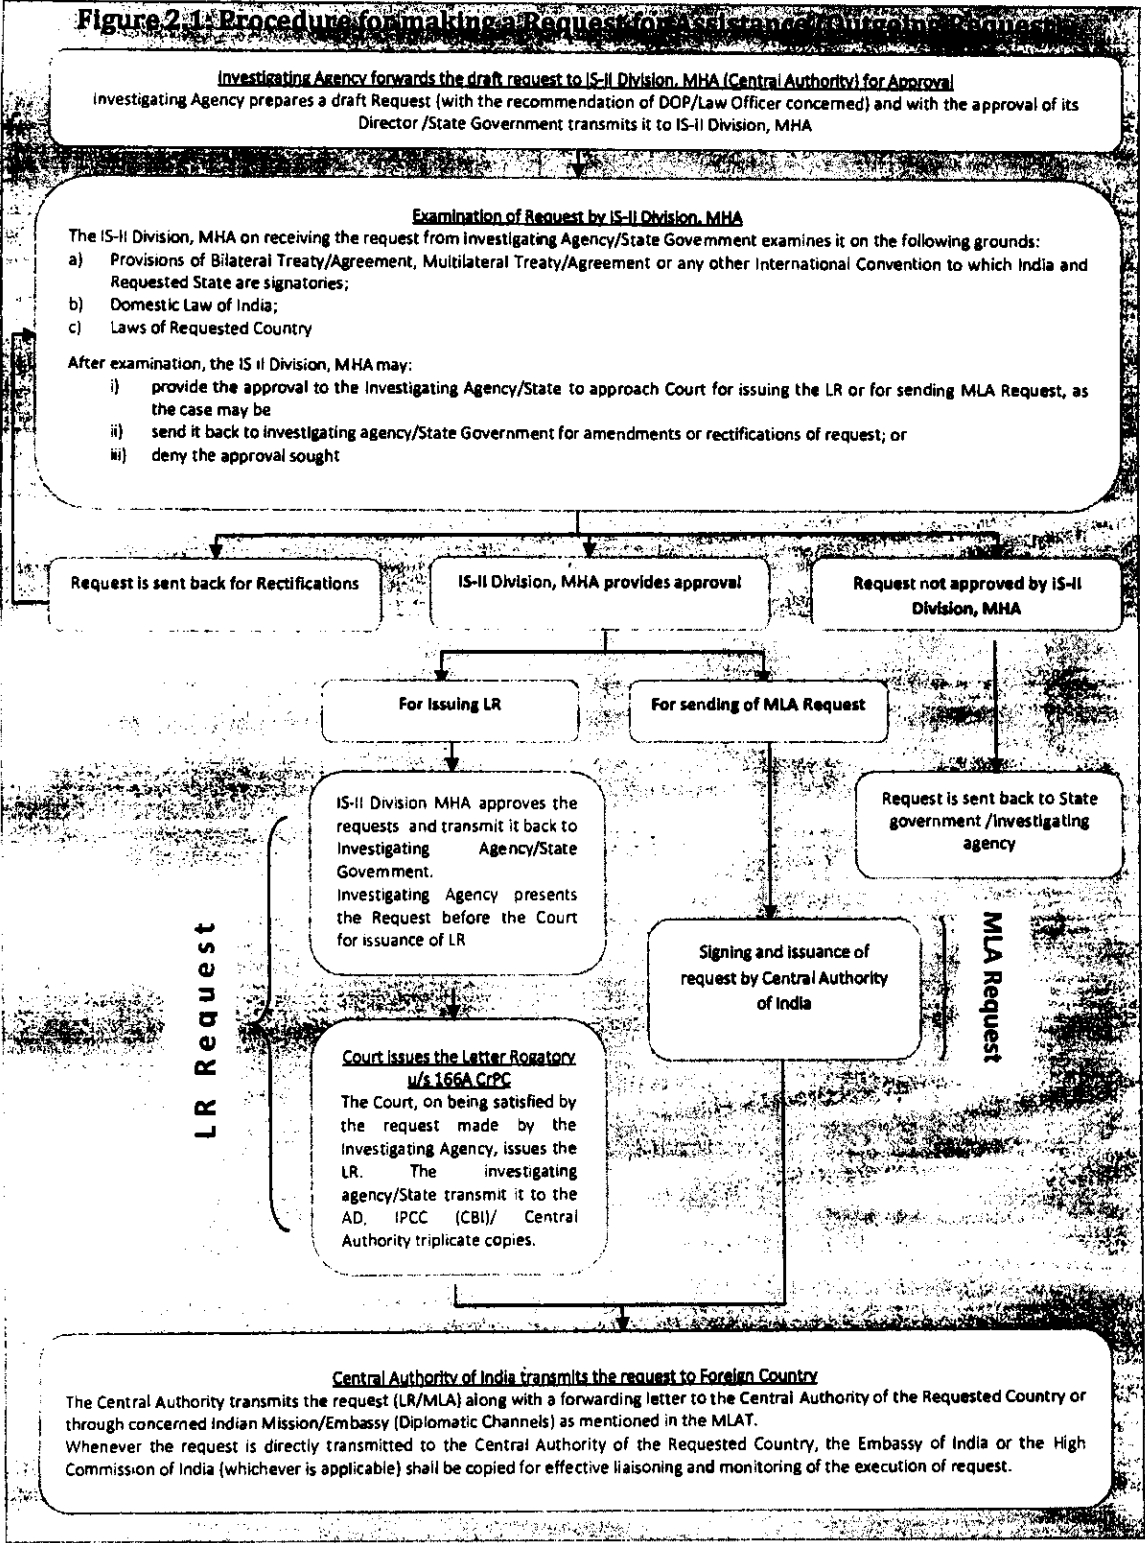 Figure 2.1: Procedure for making a Request for Assistance (Outgoing Request)
Investigating Agency forwards the draft request to IS-II Division, MHA (Central Authority) for Approval
Investigating Agency prepares a draft Request (with the recommendation of DOP/Law Officer concerned) and with the approval of its
Director /State Government transmits it to IS-II Division, MHA
Examination of Request by IS-II Division, MHA
The IS-II Division, MHA on receiving the request from Investigating Agency/State Government examines it on the following grounds:
a) Provisions of Bilateral Treaty/Agreement, Multilateral Treaty/Agreement or any other International Convention to which India and
Requested State are signatories;
b) Domestic Law of India;
c) Laws of Requested Country
After examination, the IS II Division, MHA may:
i) provide the approval to the Investigating Agency/State to approach Court for issuing the LR or for sending MLA Request, as
the case may be
ii) send it back to investigating agency/State Government for amendments or rectifications of request; or
iii) deny the approval sought
Request is sent back for Rectifications
IS-II Division, MHA provides approval
Request not approved by IS-II
Division, MHA
For Issuing LR
For sending of MLA Request
IS-II Division MHA approves the
requests and transmit it back to
Investigating Agency/State
Government.
Investigating Agency presents
the Request before the Court
for issuance of LR
Request is sent back to State
government /investigating
agency
LR Request
Signing and issuance of
request by Central Authority
of India
MLA Request
Court issues the Letter Rogatory
u/s 166A CrPC
The Court, on being satisfied by
the request made by the
Investigating Agency, issues the
LR. The investigating
agency/State transmit it to the
AD, IPCC (CBI)/ Central
Authority triplicate copies.
Central Authority of India transmits the request to Foreign Country
The Central Authority transmits the request (LR/MLA) along with a forwarding letter to the Central Authority of the Requested Country or
through concerned Indian Mission/Embassy (Diplomatic Channels) as mentioned in the MLAT.
Whenever the request is directly transmitted to the Central Authority of the Requested Country, the Embassy of India or the High
Commission of India (whichever is applicable) shall be copied for effective liaisoning and monitoring of the execution of request.